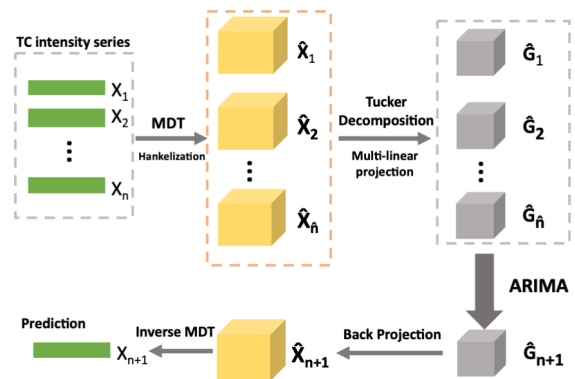 TC intensity series
X1
X2
Xn
MDT
Hankelization
X̂1
X̂2
X̂n̂
Tucker
Decomposition
Multi-linear
projection
Ĝ1
Ĝ2
Ĝn̂
ARIMA
Prediction
Xn+1
Inverse MDT
X̂n+1
Back Projection
Ĝn+1